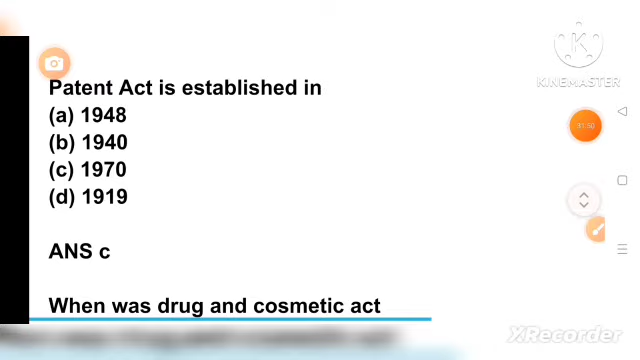 Patent Act is established in
(a) 1948
(b) 1940
(c) 1970
(d) 1919
ANS c
When was drug and cosmetic act
K
KINEMASTER
XRecorder